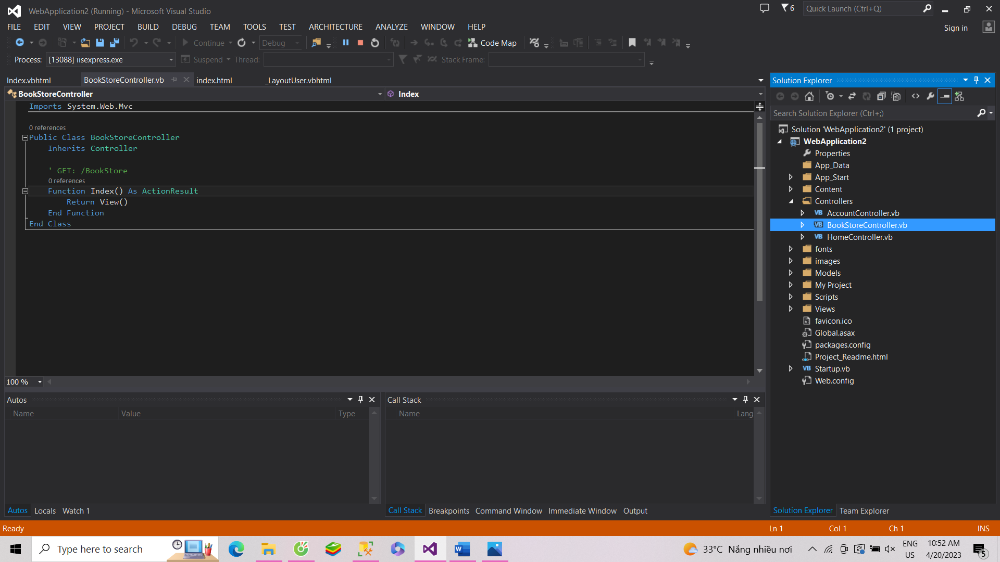 WebApplication2 (Running) - Microsoft Visual Studio
6
Quick Launch (Ctrl+Q)
FILE EDIT VIEW PROJECT BUILD DEBUG TEAM TOOLS TEST ARCHITECTURE ANALYZE WINDOW HELP
Sign in
Continue Debug Code Map
Process: [13088] iisexpress.exe Suspend Thread: Stack Frame:
Index.vbhtml BookStoreController.vb index.html _LayoutUser.vbhtml
BookStoreController Index
Imports System.Web.Mvc
0 references
Public Class BookStoreController
Inherits Controller
' GET: /BookStore
0 references
Function Index() As ActionResult
Return View()
End Function
End Class
100 %
Autos
Name Value Type
Autos Locals Watch 1
Call Stack
Name Lang
Call Stack Breakpoints Command Window Immediate Window Output
Solution Explorer
Search Solution Explorer (Ctrl+;)
Solution 'WebApplication2' (1 project)
WebApplication2
Properties
App_Data
App_Start
Content
Controllers
VB AccountController.vb
VB BookStoreController.vb
VB HomeController.vb
fonts
images
Models
My Project
Scripts
Views
favicon.ico
Global.asax
packages.config
Project_Readme.html
VB Startup.vb
Web.config
Solution Explorer Team Explorer
Ready Ln 1 Col 1 Ch 1 INS
Type here to search
33°C Nắng nhiều nơi
ENG
US
10:52 AM
4/20/2023
5